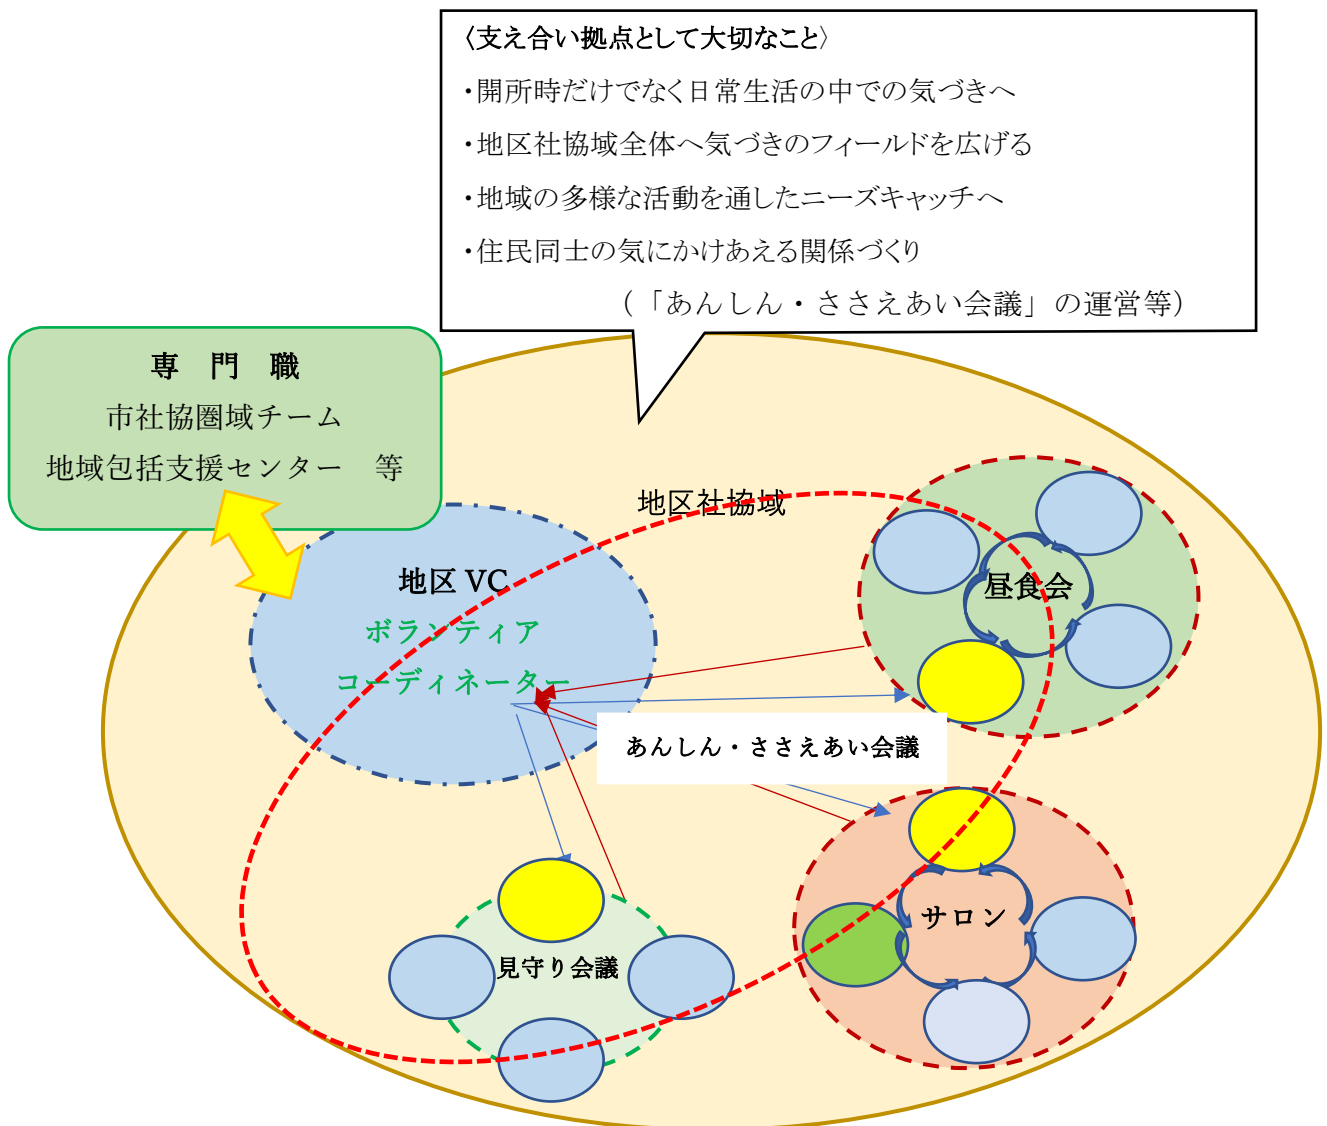 〈支え合い拠点として大切なこと〉
・開所時だけでなく日常生活の中での気づきへ
・地区社協域全体へ気づきのフィールドを広げる
・地域の多様な活動を通したニーズキャッチへ
・住民同士の気にかけあえる関係づくり
（「あんしん・ささえあい会議」の運営等）
専　門　職
市社協圏域チーム
地域包括支援センター　等
地区社協域
地区 VC
ボランティア
コーディネーター
昼食会
あんしん・ささえあい会議
サロン
見守り会議